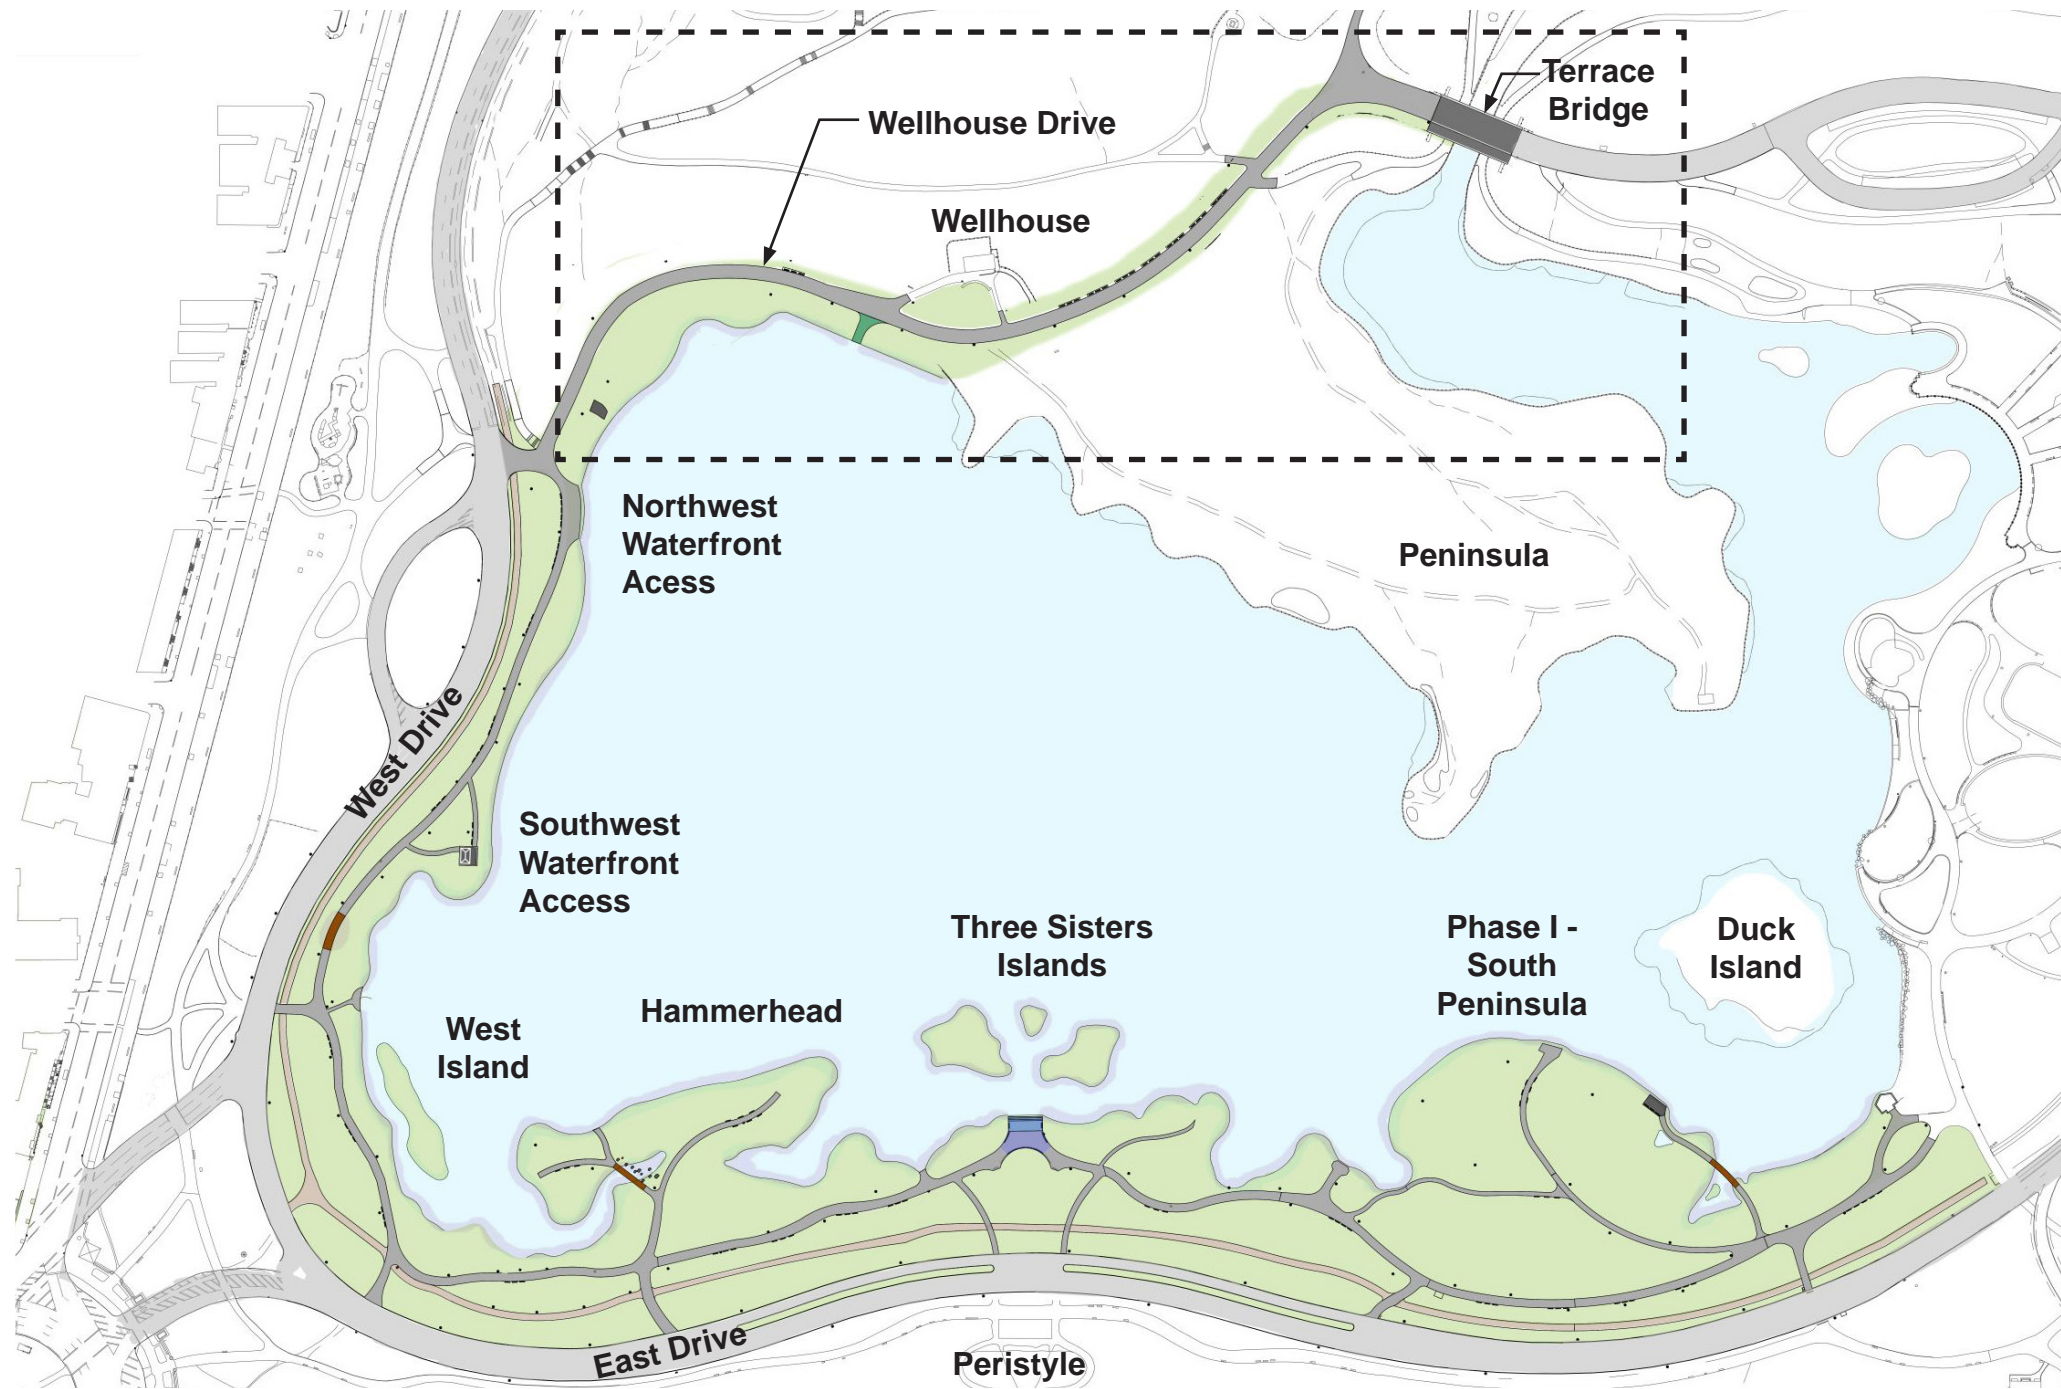 Terrace
Bridge
Wellhouse Drive
Wellhouse
Northwest
Waterfront
Acess
Peninsula
West Drive
Southwest
Waterfront
Access
Three Sisters
Islands
Phase I -
South
Peninsula
Duck
Island
Hammerhead
West
Island
East Drive
Peristyle